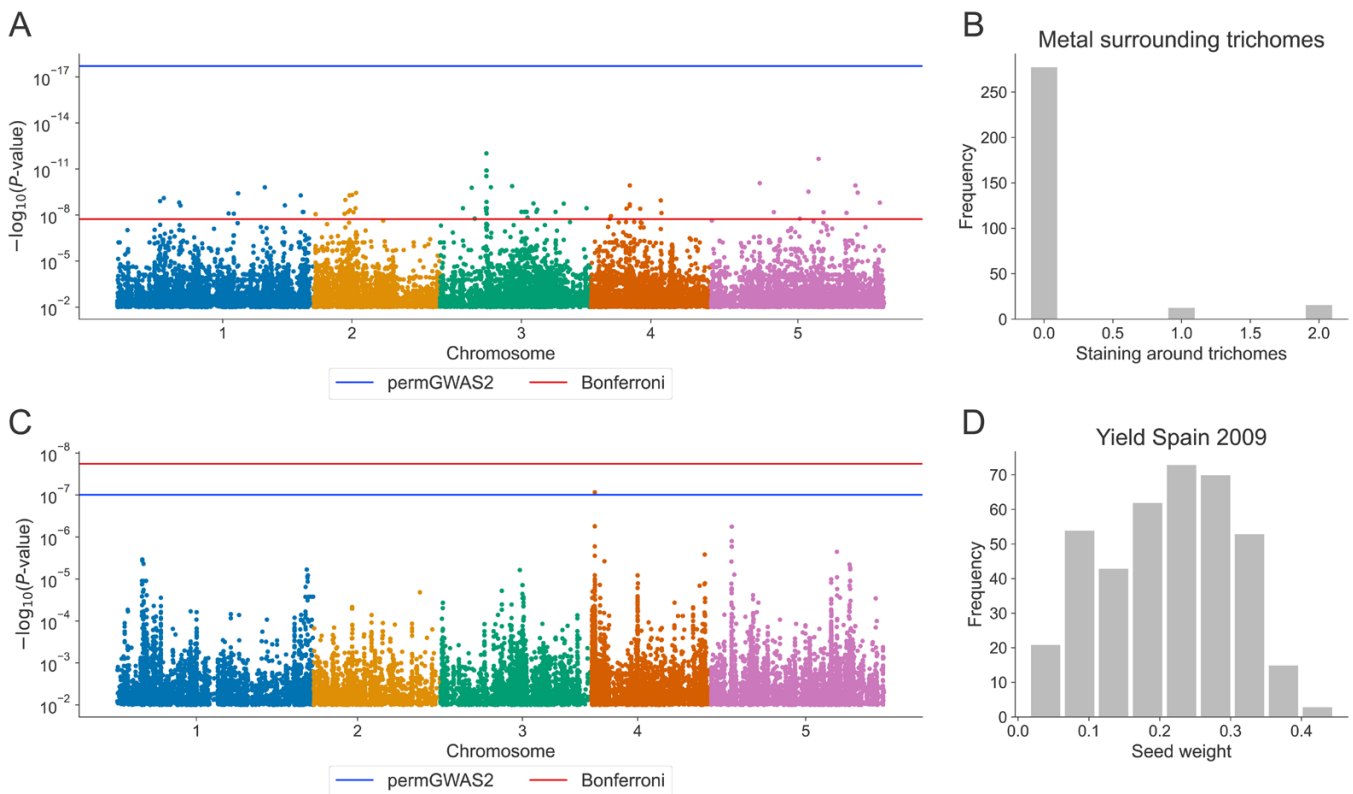 A
−log₁₀(P-value)
10⁻¹⁷
10⁻¹⁴
10⁻¹¹
10⁻⁸
10⁻⁵
10⁻²
1 2 3 4 5
Chromosome
permGWAS2 Bonferroni
B
Metal surrounding trichomes
Frequency
250
200
150
100
50
0
0.0 0.5 1.0 1.5 2.0
Staining around trichomes
C
−log₁₀(P-value)
10⁻⁸
10⁻⁷
10⁻⁶
10⁻⁵
10⁻⁴
10⁻³
10⁻²
1 2 3 4 5
Chromosome
permGWAS2 Bonferroni
D
Yield Spain 2009
Frequency
70
60
50
40
30
20
10
0
0.0 0.1 0.2 0.3 0.4
Seed weight